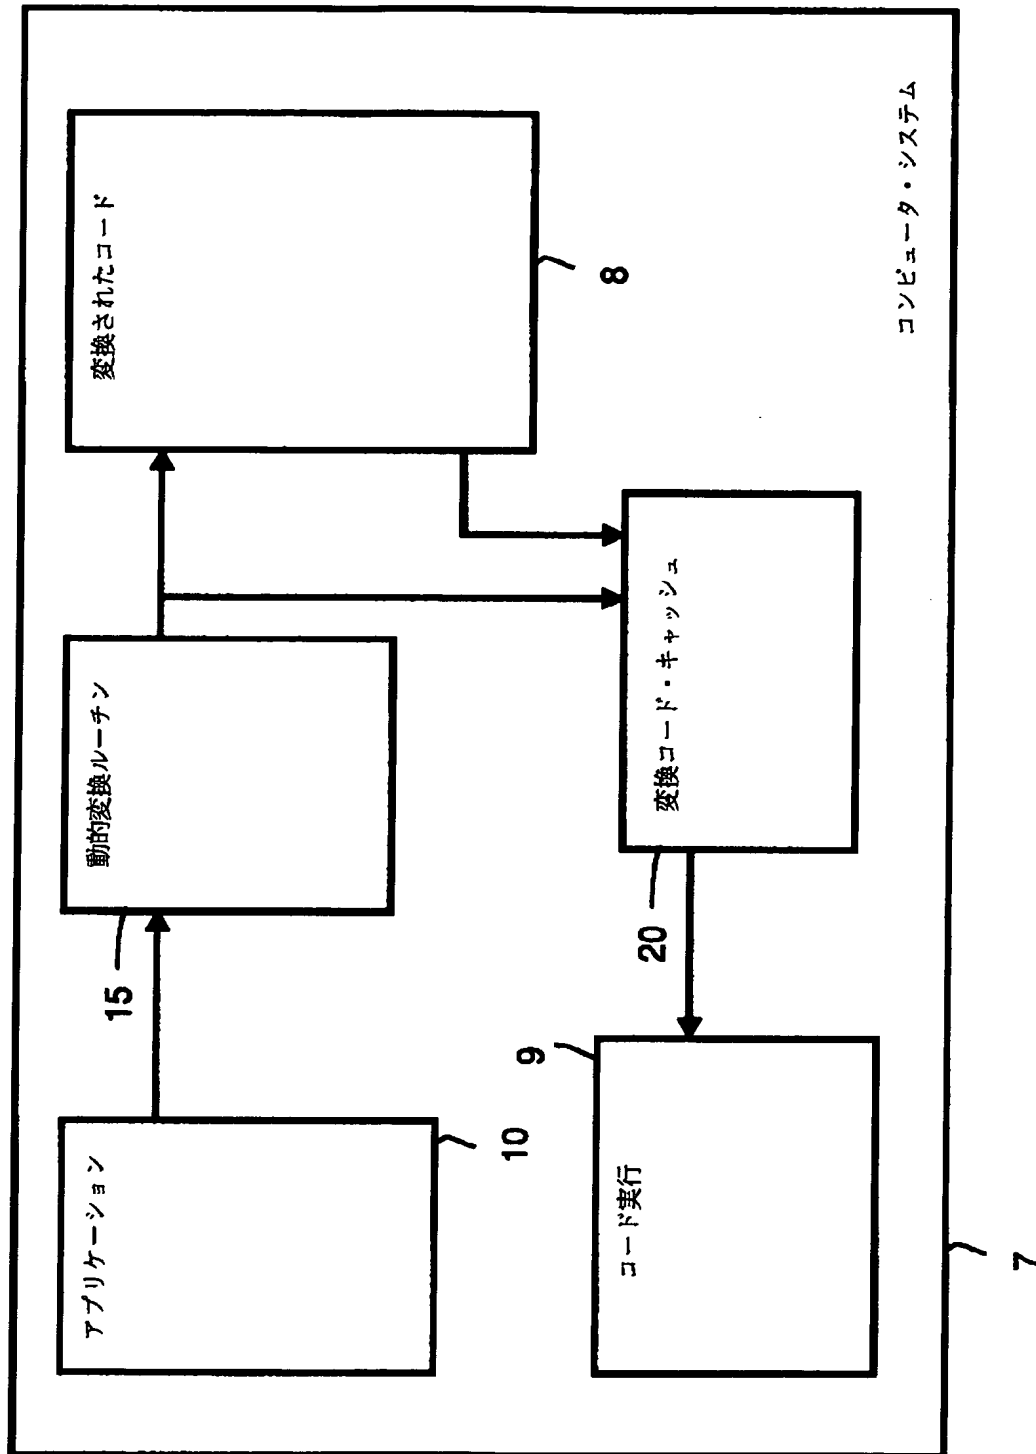 アプリケーション
10
15
動的変換ルーチン
変換されたコード
8
9
コード実行
20
変換コード・キャッシュ
コンピュータ・システム
7